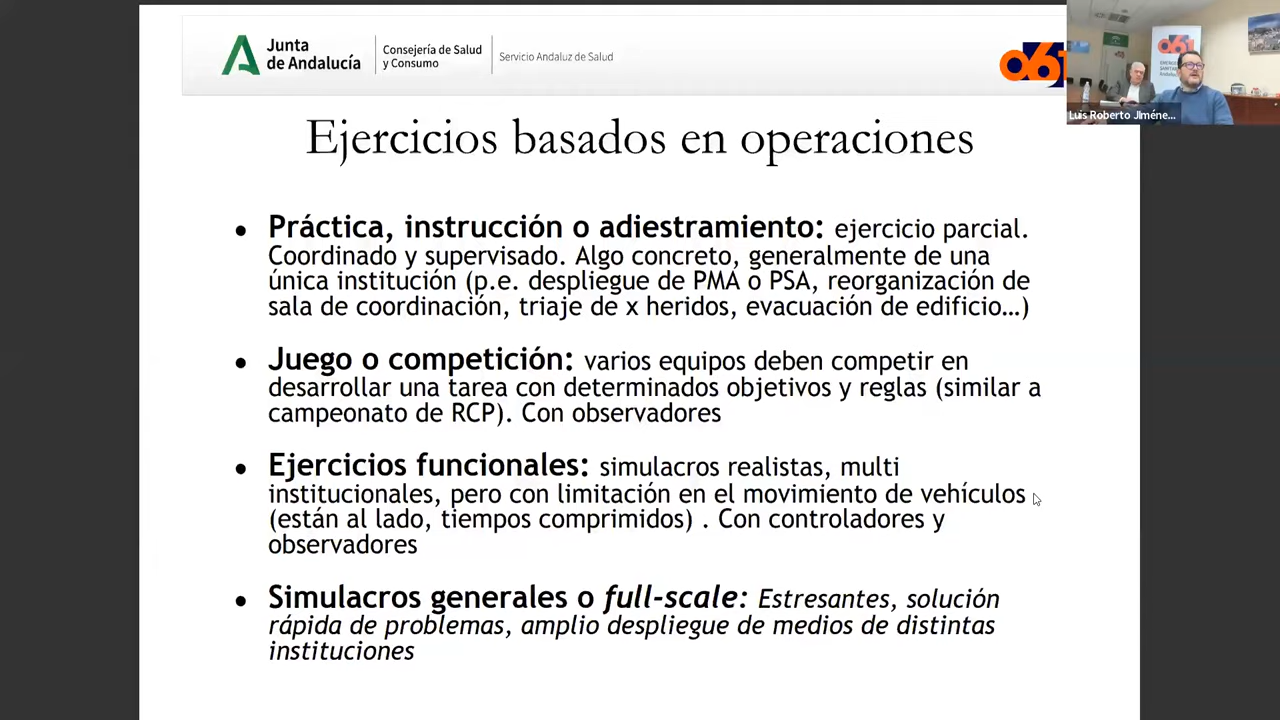 Junta
de Andalucía
Consejería de Salud
y Consumo
Servicio Andaluz de Salud
061
Luis Roberto Jiméne...
Ejercicios basados en operaciones
• Práctica, instrucción o adiestramiento: ejercicio parcial.
Coordinado y supervisado. Algo concreto, generalmente de una
única institución (p.e. despliegue de PMA o PSA, reorganización de
sala de coordinación, triaje de x heridos, evacuación de edificio…)
• Juego o competición: varios equipos deben competir en
desarrollar una tarea con determinados objetivos y reglas (similar a
campeonato de RCP). Con observadores
• Ejercicios funcionales: simulacros realistas, multi
institucionales, pero con limitación en el movimiento de vehículos
(están al lado, tiempos comprimidos) . Con controladores y
observadores
• Simulacros generales o full-scale: Estresantes, solución
rápida de problemas, amplio despliegue de medios de distintas
instituciones